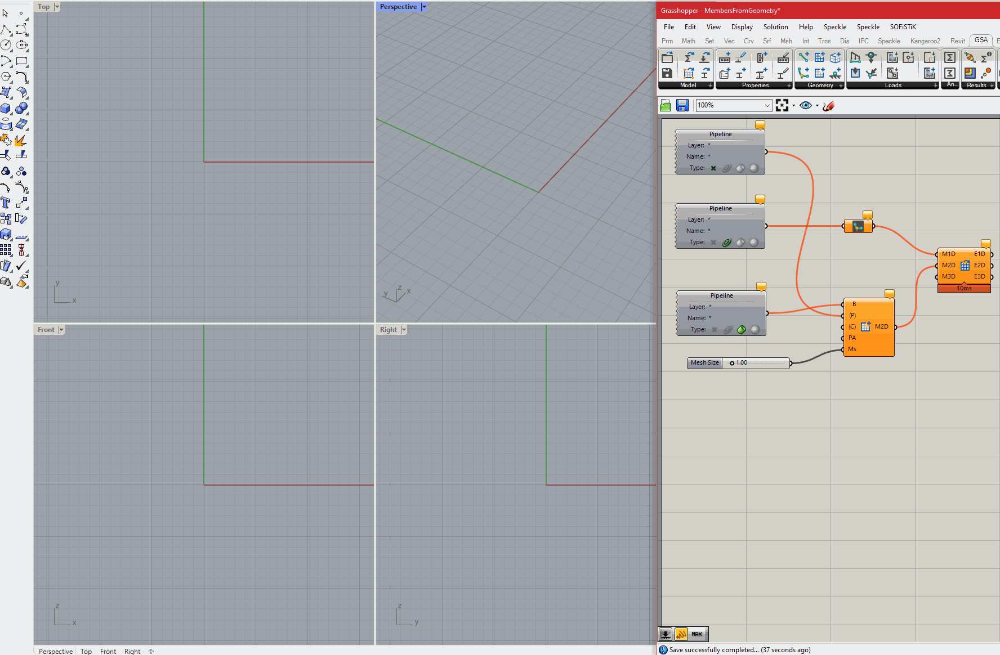 Top
Perspective
y
x
z
y
x
Front
Right
z
x
z
y
Perspective Top Front Right
Grasshopper - MembersFromGeometry*
File Edit View Display Solution Help Speckle Speckle SOFiSTiK
Prm Math Set Vec Crv Srf Msh Int Trns Dis IFC Speckle Kangaroo2 Revit GSA
Model Properties Geometry Loads An... Results
100%
Pipeline
Layer: *
Name: *
Type:
Pipeline
Layer: *
Name: *
Type:
M1D E1D
M2D E2D
M3D E3D
10ms
Pipeline
Layer: *
Name: *
Type:
B
(P)
(C) M2D
PA
Ms
Mesh Size 1.00
MAX
Save successfully completed... (37 seconds ago)